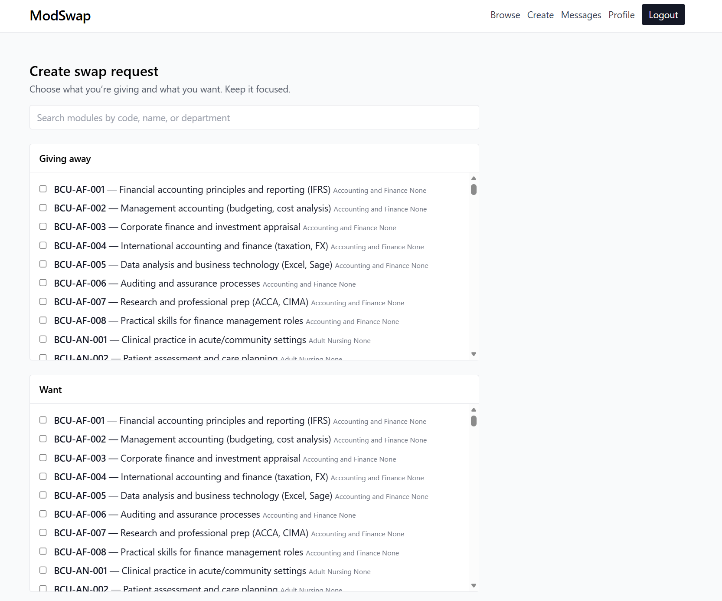 ModSwap
Browse Create Messages Profile Logout
Create swap request
Choose what you're giving and what you want. Keep it focused.
Search modules by code, name, or department
Giving away
BCU-AF-001 — Financial accounting principles and reporting (IFRS) Accounting and Finance None
BCU-AF-002 — Management accounting (budgeting, cost analysis) Accounting and Finance None
BCU-AF-003 — Corporate finance and investment appraisal Accounting and Finance None
BCU-AF-004 — International accounting and finance (taxation, FX) Accounting and Finance None
BCU-AF-005 — Data analysis and business technology (Excel, Sage) Accounting and Finance None
BCU-AF-006 — Auditing and assurance processes Accounting and Finance None
BCU-AF-007 — Research and professional prep (ACCA, CIMA) Accounting and Finance None
BCU-AF-008 — Practical skills for finance management roles Accounting and Finance None
BCU-AN-001 — Clinical practice in acute/community settings Adult Nursing None
BCU-AN-002 — Patient assessment and care planning Adult Nursing None
Want
BCU-AF-001 — Financial accounting principles and reporting (IFRS) Accounting and Finance None
BCU-AF-002 — Management accounting (budgeting, cost analysis) Accounting and Finance None
BCU-AF-003 — Corporate finance and investment appraisal Accounting and Finance None
BCU-AF-004 — International accounting and finance (taxation, FX) Accounting and Finance None
BCU-AF-005 — Data analysis and business technology (Excel, Sage) Accounting and Finance None
BCU-AF-006 — Auditing and assurance processes Accounting and Finance None
BCU-AF-007 — Research and professional prep (ACCA, CIMA) Accounting and Finance None
BCU-AF-008 — Practical skills for finance management roles Accounting and Finance None
BCU-AN-001 — Clinical practice in acute/community settings Adult Nursing None
BCU-AN-002 — Patient assessment and care planning Adult Nursing None